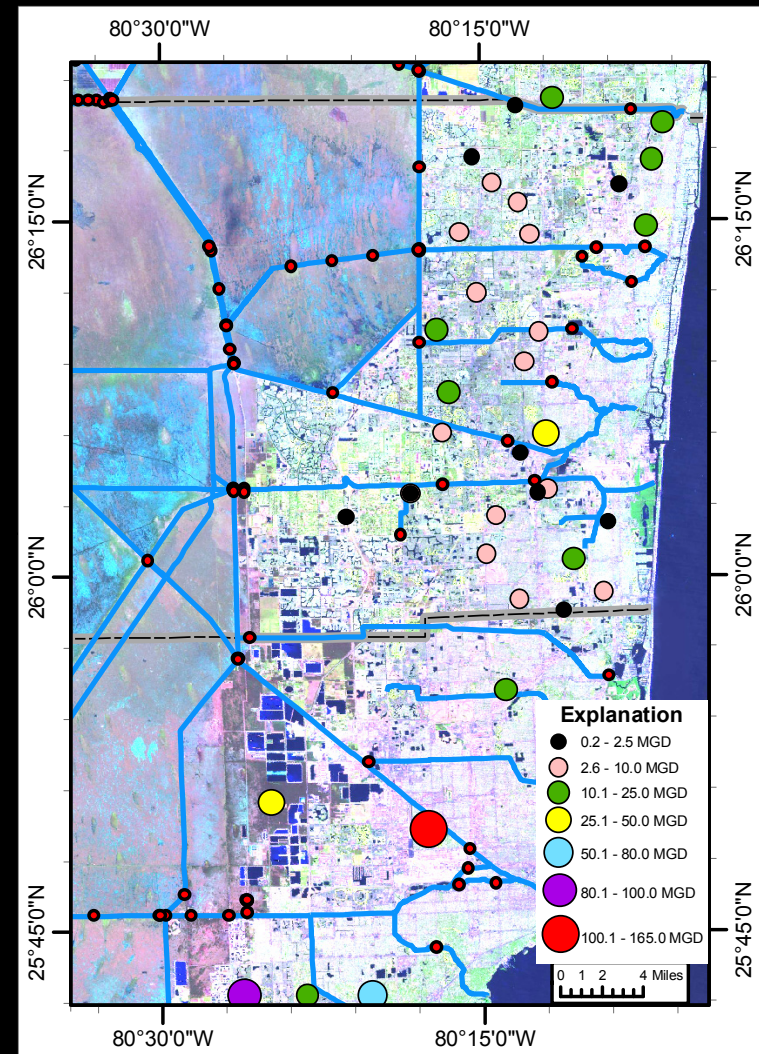 80°30'0"W 80°15'0"W
26°15'0"N 26°15'0"N
26°0'0"N 26°0'0"N
Explanation
0.2 - 2.5 MGD
2.6 - 10.0 MGD
10.1 - 25.0 MGD
25.1 - 50.0 MGD
50.1 - 80.0 MGD
80.1 - 100.0 MGD
100.1 - 165.0 MGD
25°45'0"N 25°45'0"N
0 1 2 4 Miles
80°30'0"W 80°15'0"W